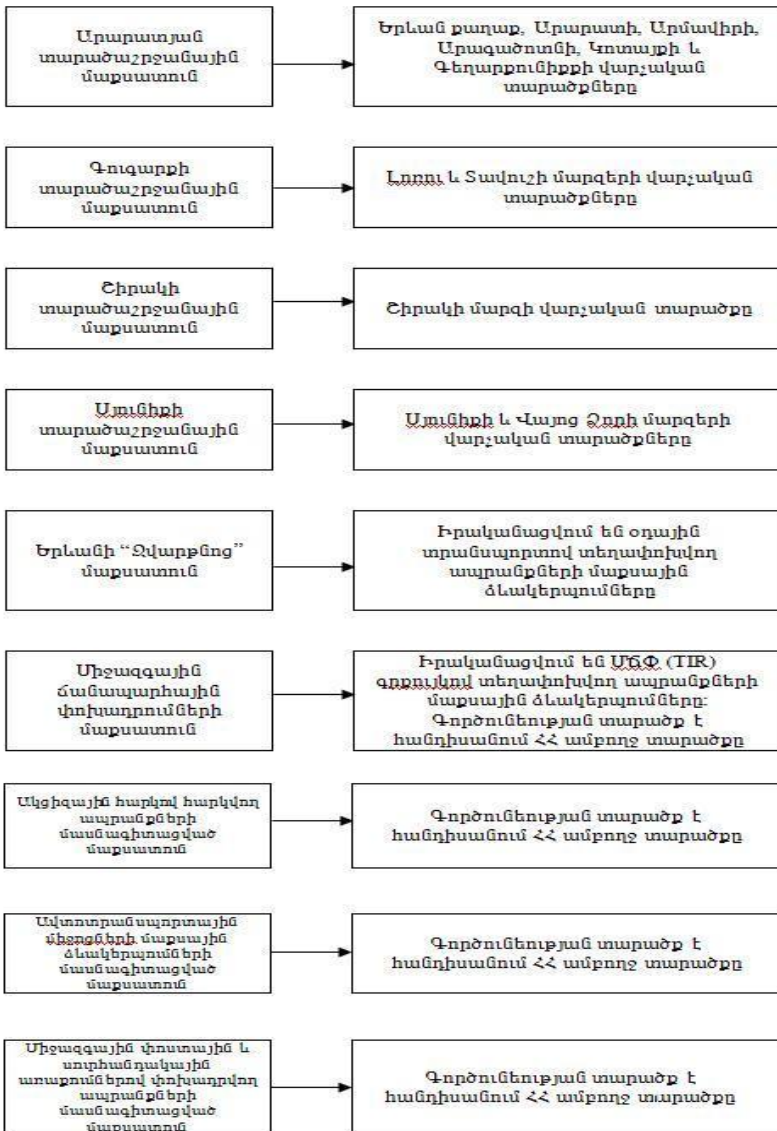 Արարատյան
տարածաշրջանային
մաքսատուն
Երևան քաղաք, Արարատի, Արմավիրի,
Արագածոտնի, Կոտայքի և
Գեղարքունիքքի վարչական
տարածքները
Գուգարքի
տարածաշրջանային
մաքսատուն
Լոռու և Տավուշի մարզերի վարչական
տարածքները
Շիրակի
տարածաշրջանային
մաքսատուն
Շիրակի մարզի վարչական տարածքը
Սյունիքի
տարածաշրջանային
մաքսատուն
Սյունիքի և Վայոց Ձորի մարզերի
վարչական տարածքները
Երևանի “Զվարթնոց”
մաքսատուն
Իրականացվում են օդային
տրանսպորտով տեղափոխվող
ապրանքների մաքսային
ձևակերպումները
Միջազգային
ճանապարհային
փոխադրումների
մաքսատուն
Իրականացվում են ՄՃՓ (TIR)
գրքույկով տեղափոխվող ապրանքների
մաքսային ձևակերպումները:
Գործունեության տարածք է
հանդիսանում ՀՀ ամբողջ տարածքը
Ակցիզային հարկով հարկվող
ապրանքների
մասնագիտացված
մաքսատուն
Գործունեության տարածք է
հանդիսանում ՀՀ ամբողջ տարածքը
Ավտոտրանսպորտային
միջոցների մաքսային
ձևակերպումների
մասնագիտացված
մաքսատուն
Գործունեության տարածք է
հանդիսանում ՀՀ ամբողջ տարածքը
Միջազգային փոստային և
սուրհանդակային
առաքումներով փոխադրվող
ապրանքների
մասնագիտացված
մաքսատուն
Գործունեության տարածք է
հանդիսանում ՀՀ ամբողջ տարածքը